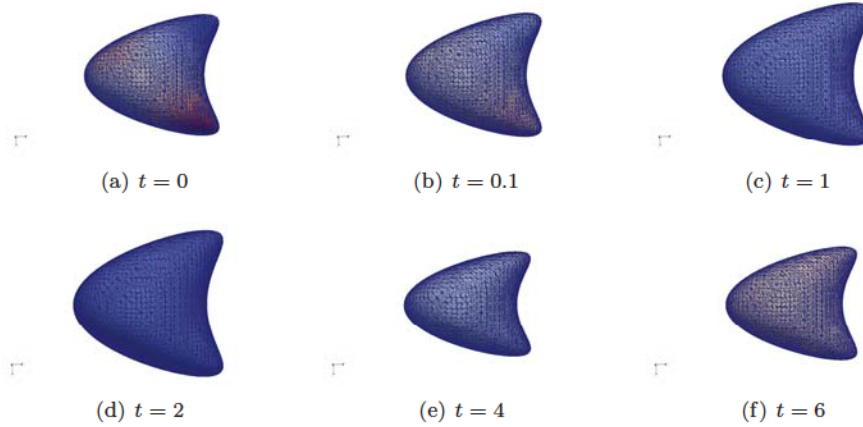 (a) t = 0
(b) t = 0.1
(c) t = 1
(d) t = 2
(e) t = 4
(f) t = 6